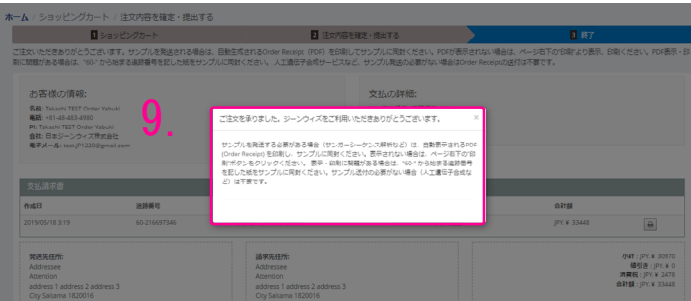 ホーム / ショッピングカート / 注文内容を確定・提出する
1 ショッピングカート
2 注文内容を確定・提出する
3 終了
ご注文いただきありがとうございます。サンプルを発送される場合は、自動生成されるOrder Receipt（PDF）を印刷してサンプルに同封ください。PDFが表示されない場合は、ページ右下の“印刷”より表示、印刷ください。PDF表示・印
刷に問題がある場合は、“60-” から始まる追跡番号を記した紙をサンプルに同封ください。 人工遺伝子合成サービスなど、サンプル発送の必要がない場合はOrder Receiptの送付は不要です。
お客様の情報:
名前: Takashi TEST Order Yabuki
電話: +81-48-483-4980
PI: Takashi TEST Order Yabuki
会社: 日本ジーンウィズ株式会社
電子メール: test.JP1220@gmail.com
支払の詳細:
9.
ご注文を承りました。ジーンウィズをご利用いただきありがとうございます。
×
サンプルを発送する必要がある場合（サンガーシークエンス解析など）は、自動表示されるPDF
(Order Receipt) を印刷し、サンプルに同封ください。表示されない場合は、ページ右下の“印
刷”ボタンをクリックください。 表示・印刷に問題がある場合は、“60-” から始まる追跡番号
を記した紙をサンプルに同封ください。サンプル送付の必要がない場合（人工遺伝子合成な
ど）は不要です。
支払請求書
作成日
追跡番号
合計額
2019/05/18 3:19
60-216697346
JPY. ¥ 33448
発送先住所:
Addressee
Attention
address 1 address 2 address 3
City Saitama 1820016
請求先住所:
Addressee
Attention
address 1 address 2 address 3
City Saitama 1820016
小計 : JPY. ¥ 30970
値引き : JPY. ¥ 0
消費税 : JPY. ¥ 2478
合計額 : JPY. ¥ 33448